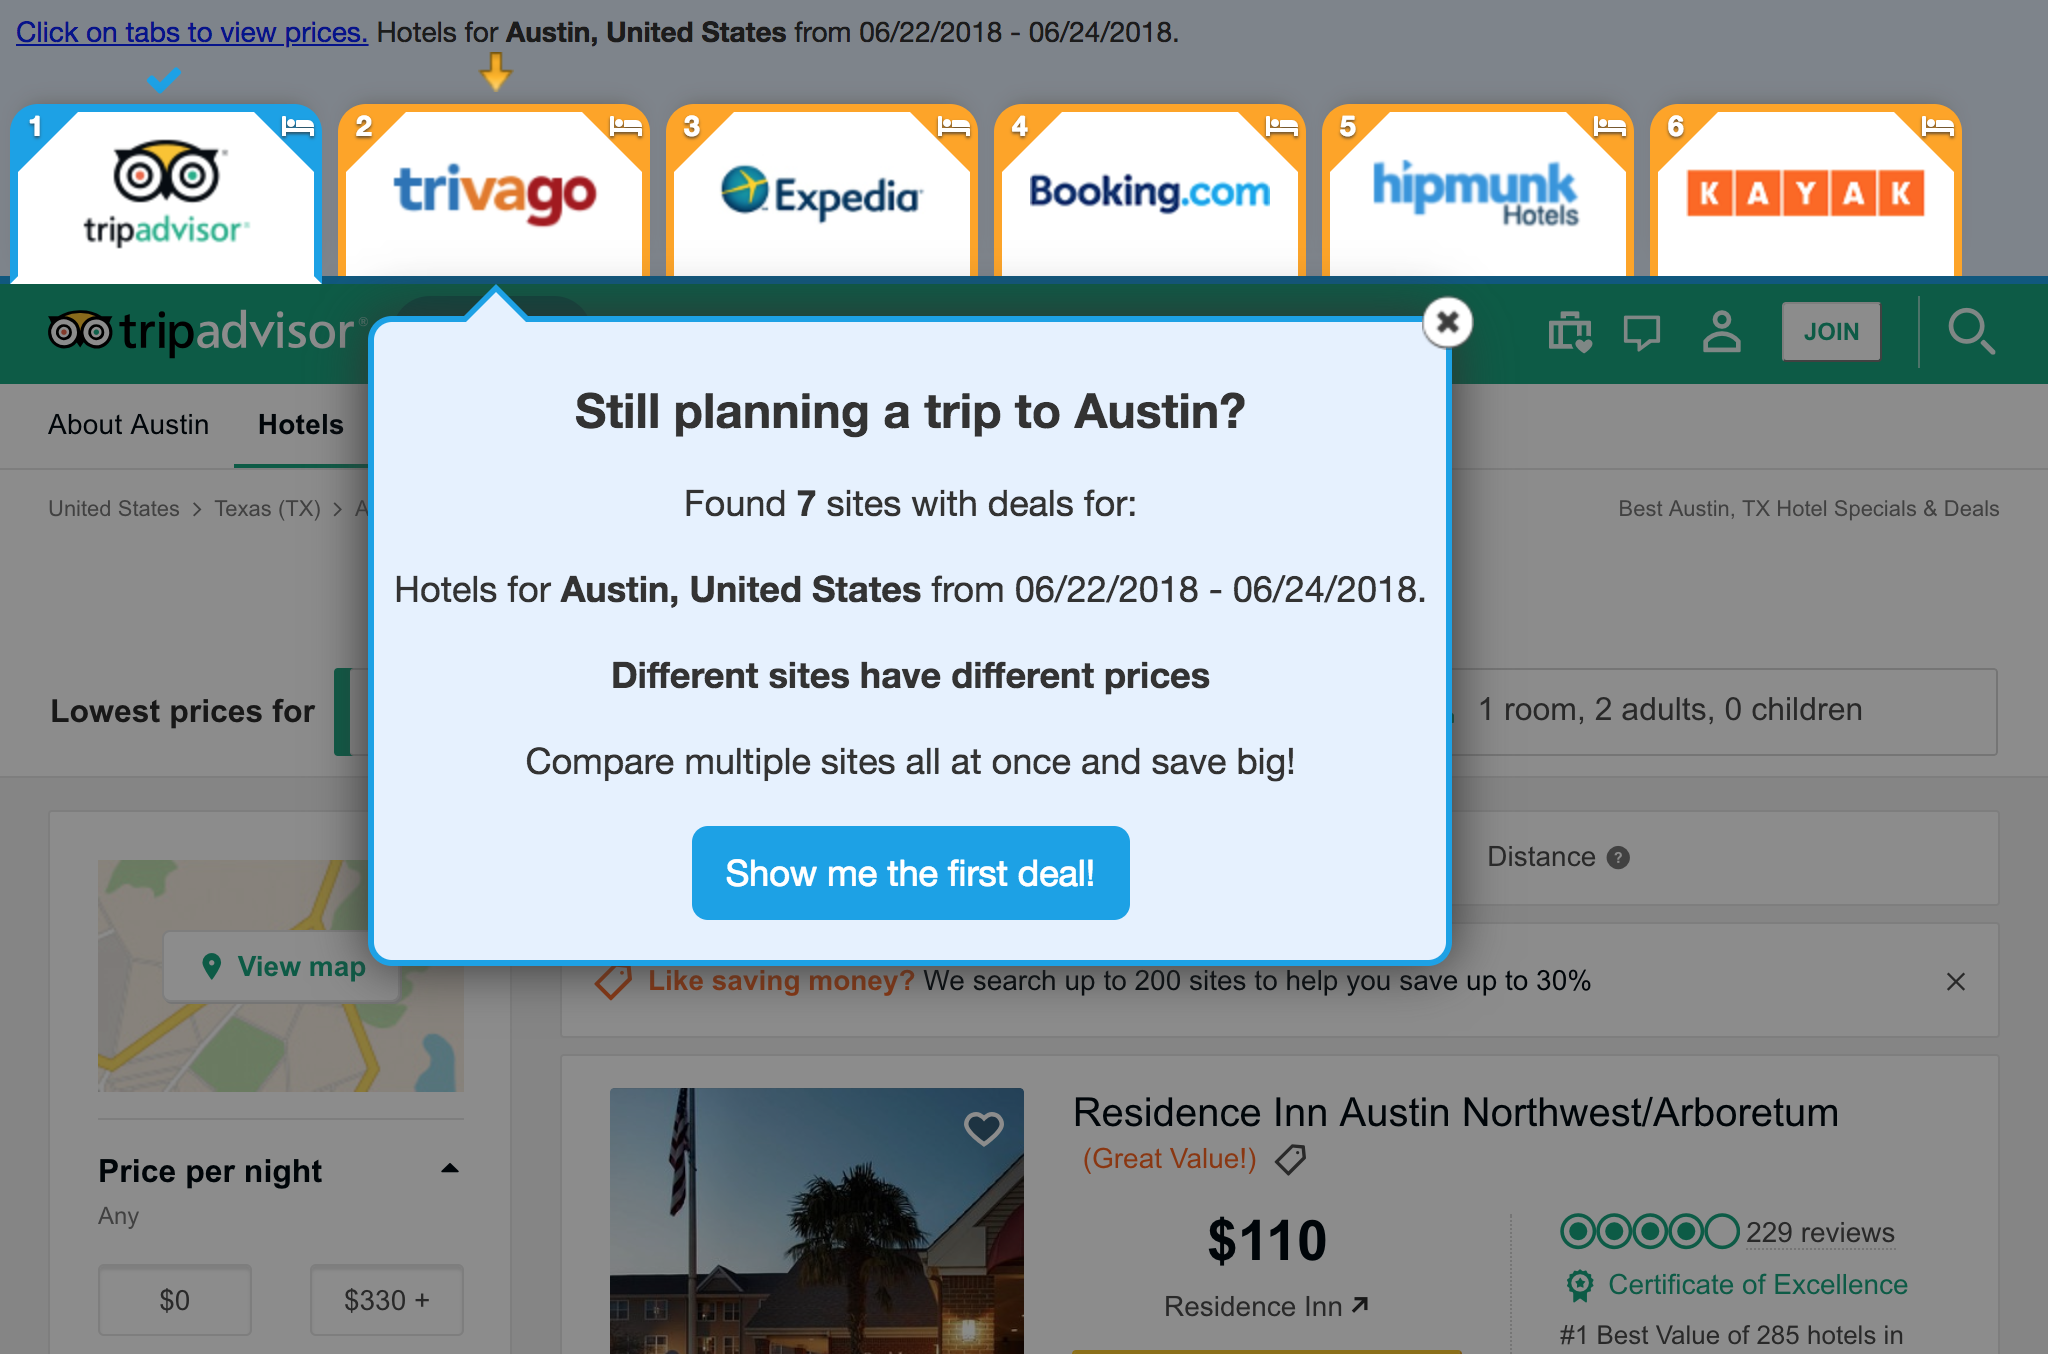 Click on tabs to view prices. Hotels for Austin, United States from 06/22/2018 - 06/24/2018.
1
tripadvisor
2
trivago
3
Expedia
4
Booking.com
5
hipmunk
Hotels
6
KAYAK
tripadvisor
JOIN
About Austin
Hotels
United States > Texas (TX) > A
Best Austin, TX Hotel Specials & Deals
Still planning a trip to Austin?
Found 7 sites with deals for:
Hotels for Austin, United States from 06/22/2018 - 06/24/2018.
Different sites have different prices
Compare multiple sites all at once and save big!
Show me the first deal!
Lowest prices for
1 room, 2 adults, 0 children
Distance ?
View map
Like saving money? We search up to 200 sites to help you save up to 30%
Price per night
Any
$0
$330 +
Residence Inn Austin Northwest/Arboretum
(Great Value!)
$110
Residence Inn
229 reviews
Certificate of Excellence
#1 Best Value of 285 hotels in